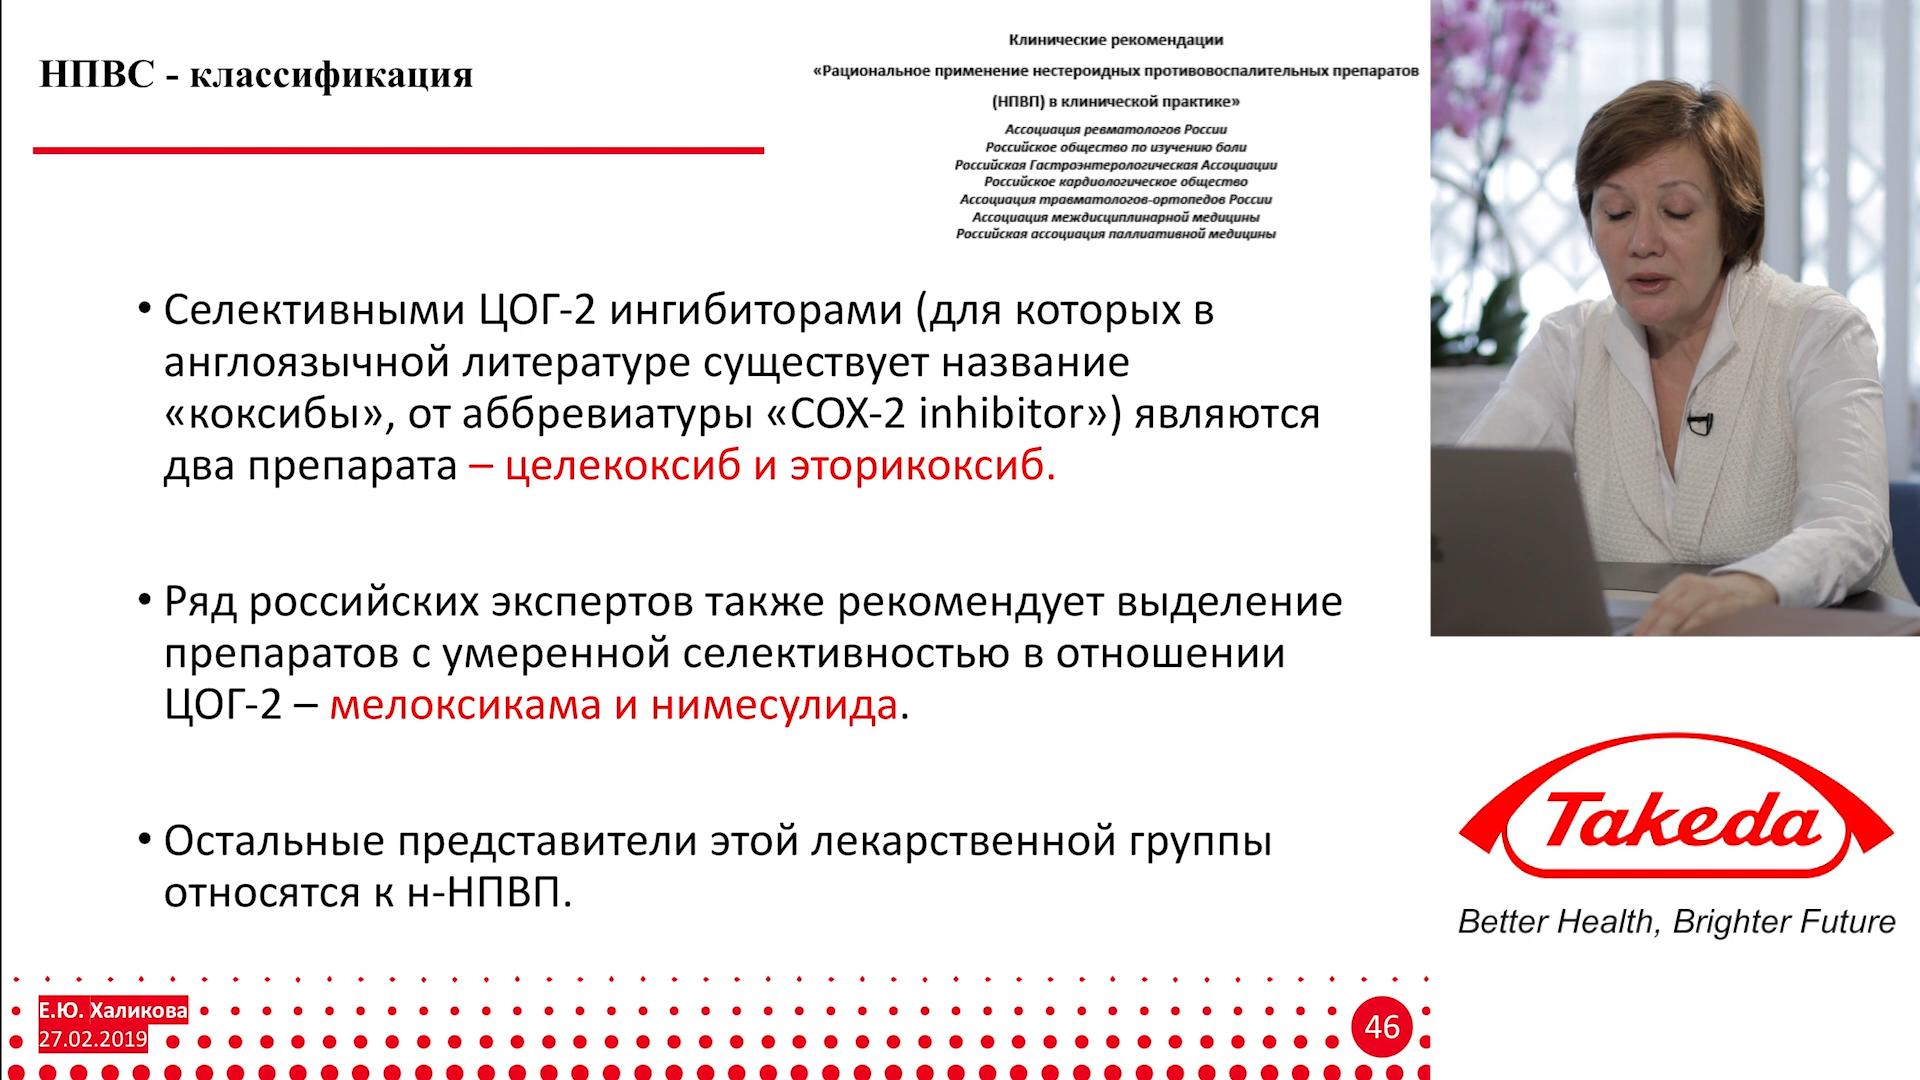 НПВС - классификация
Клинические рекомендации
«Рациональное применение нестероидных противовоспалительных препаратов
(НПВП) в клинической практике»
Ассоциация ревматологов России
Российское общество по изучению боли
Российская Гастроэнтерологическая Ассоциации
Российское кардиологическое общество
Ассоциация травматологов-ортопедов России
Ассоциация междисциплинарной медицины
Российская ассоциация паллиативной медицины
• Селективными ЦОГ-2 ингибиторами (для которых в
англоязычной литературе существует название
«коксибы», от аббревиатуры «COX-2 inhibitor») являются
два препарата – целекоксиб и эторикоксиб.
• Ряд российских экспертов также рекомендует выделение
препаратов с умеренной селективностью в отношении
ЦОГ-2 – мелоксикама и нимесулида.
• Остальные представители этой лекарственной группы
относятся к н-НПВП.
Takeda
Better Health, Brighter Future
Е.Ю. Халикова
27.02.2019
46